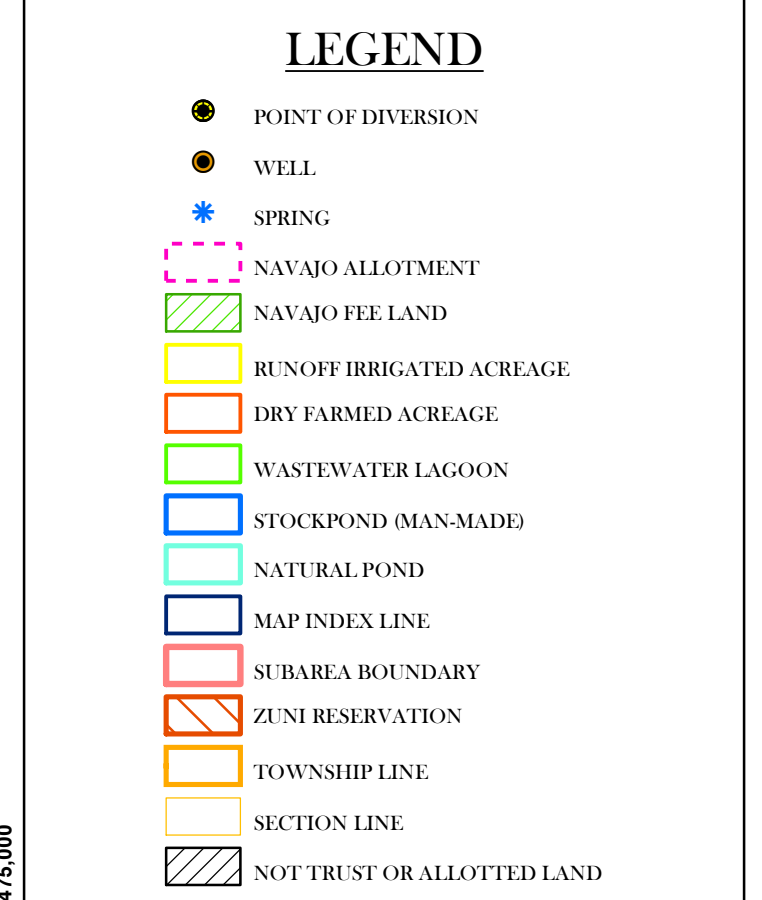 LEGEND
POINT OF DIVERSION
WELL
SPRING
NAVAJO ALLOTMENT
NAVAJO FEE LAND
RUNOFF IRRIGATED ACREAGE
DRY FARMED ACREAGE
WASTEWATER LAGOON
STOCKPOND (MAN-MADE)
NATURAL POND
MAP INDEX LINE
SUBAREA BOUNDARY
ZUNI RESERVATION
TOWNSHIP LINE
SECTION LINE
NOT TRUST OR ALLOTTED LAND
475,000